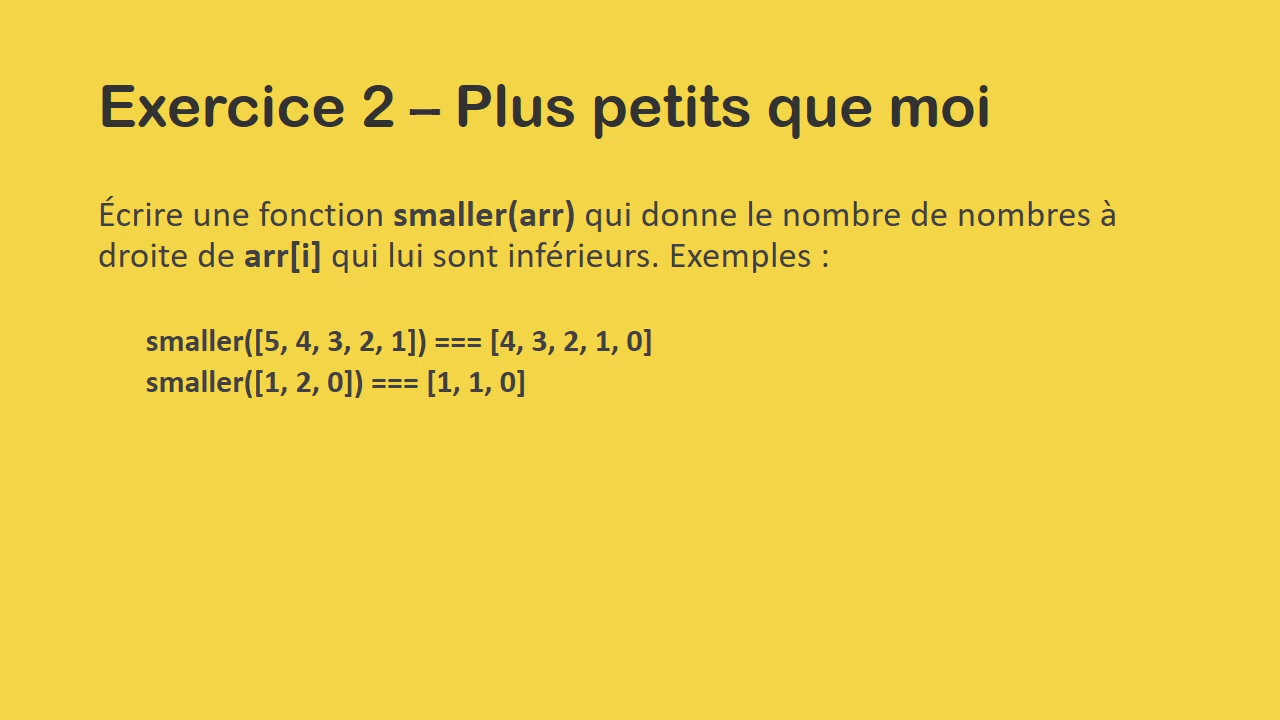 Exercice 2 – Plus petits que moi
Écrire une fonction smaller(arr) qui donne le nombre de nombres à
droite de arr[i] qui lui sont inférieurs. Exemples :
smaller([5, 4, 3, 2, 1]) === [4, 3, 2, 1, 0]
smaller([1, 2, 0]) === [1, 1, 0]